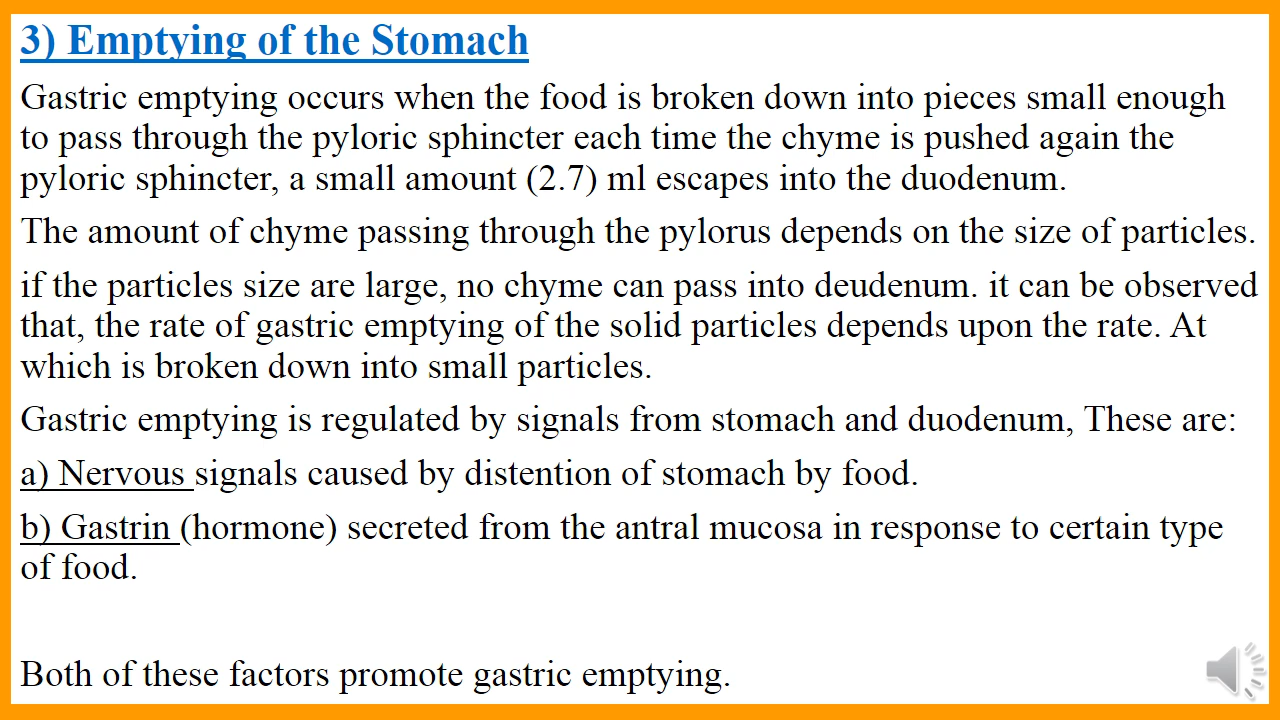 3) Emptying of the Stomach
Gastric emptying occurs when the food is broken down into pieces small enough
to pass through the pyloric sphincter each time the chyme is pushed again the
pyloric sphincter, a small amount (2.7) ml escapes into the duodenum.
The amount of chyme passing through the pylorus depends on the size of particles.
if the particles size are large, no chyme can pass into deudenum. it can be observed
that, the rate of gastric emptying of the solid particles depends upon the rate. At
which is broken down into small particles.
Gastric emptying is regulated by signals from stomach and duodenum, These are:
a) Nervous signals caused by distention of stomach by food.
b) Gastrin (hormone) secreted from the antral mucosa in response to certain type
of food.
Both of these factors promote gastric emptying.